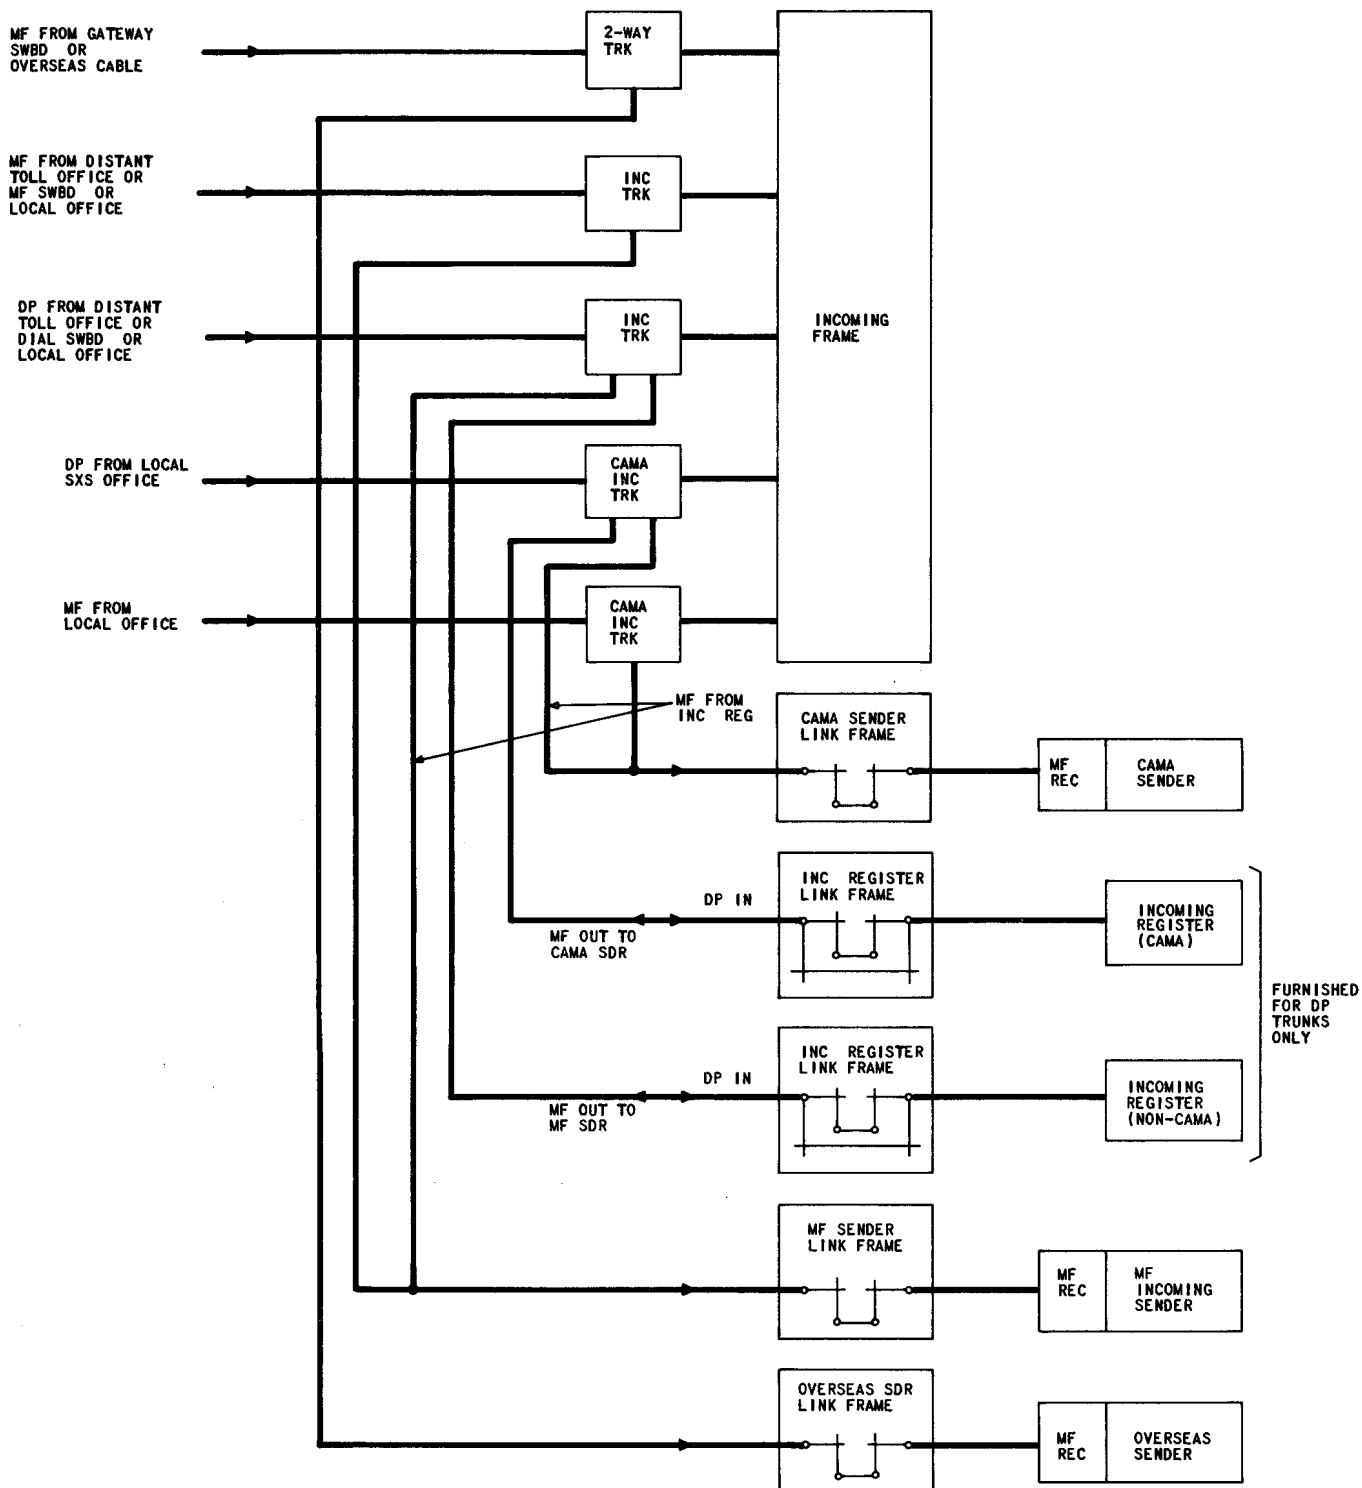 MF FROM GATEWAY
SWBD OR
OVERSEAS CABLE
2-WAY
TRK
MF FROM DISTANT
TOLL OFFICE OR
MF SWBD OR
LOCAL OFFICE
INC
TRK
DP FROM DISTANT
TOLL OFFICE OR
DIAL SWBD OR
LOCAL OFFICE
INC
TRK
INCOMING
FRAME
DP FROM LOCAL
SXS OFFICE
CAMA
INC
TRK
MF FROM
LOCAL OFFICE
CAMA
INC
TRK
MF FROM
INC REG
CAMA SENDER
LINK FRAME
MF
REC
CAMA
SENDER
INC REGISTER
LINK FRAME
DP IN
MF OUT TO
CAMA SDR
INCOMING
REGISTER
(CAMA)
FURNISHED
FOR DP
TRUNKS
ONLY
INC REGISTER
LINK FRAME
DP IN
MF OUT TO
MF SDR
INCOMING
REGISTER
(NON-CAMA)
MF SENDER
LINK FRAME
MF
REC
MF
INCOMING
SENDER
OVERSEAS SDR
LINK FRAME
MF
REC
OVERSEAS
SENDER